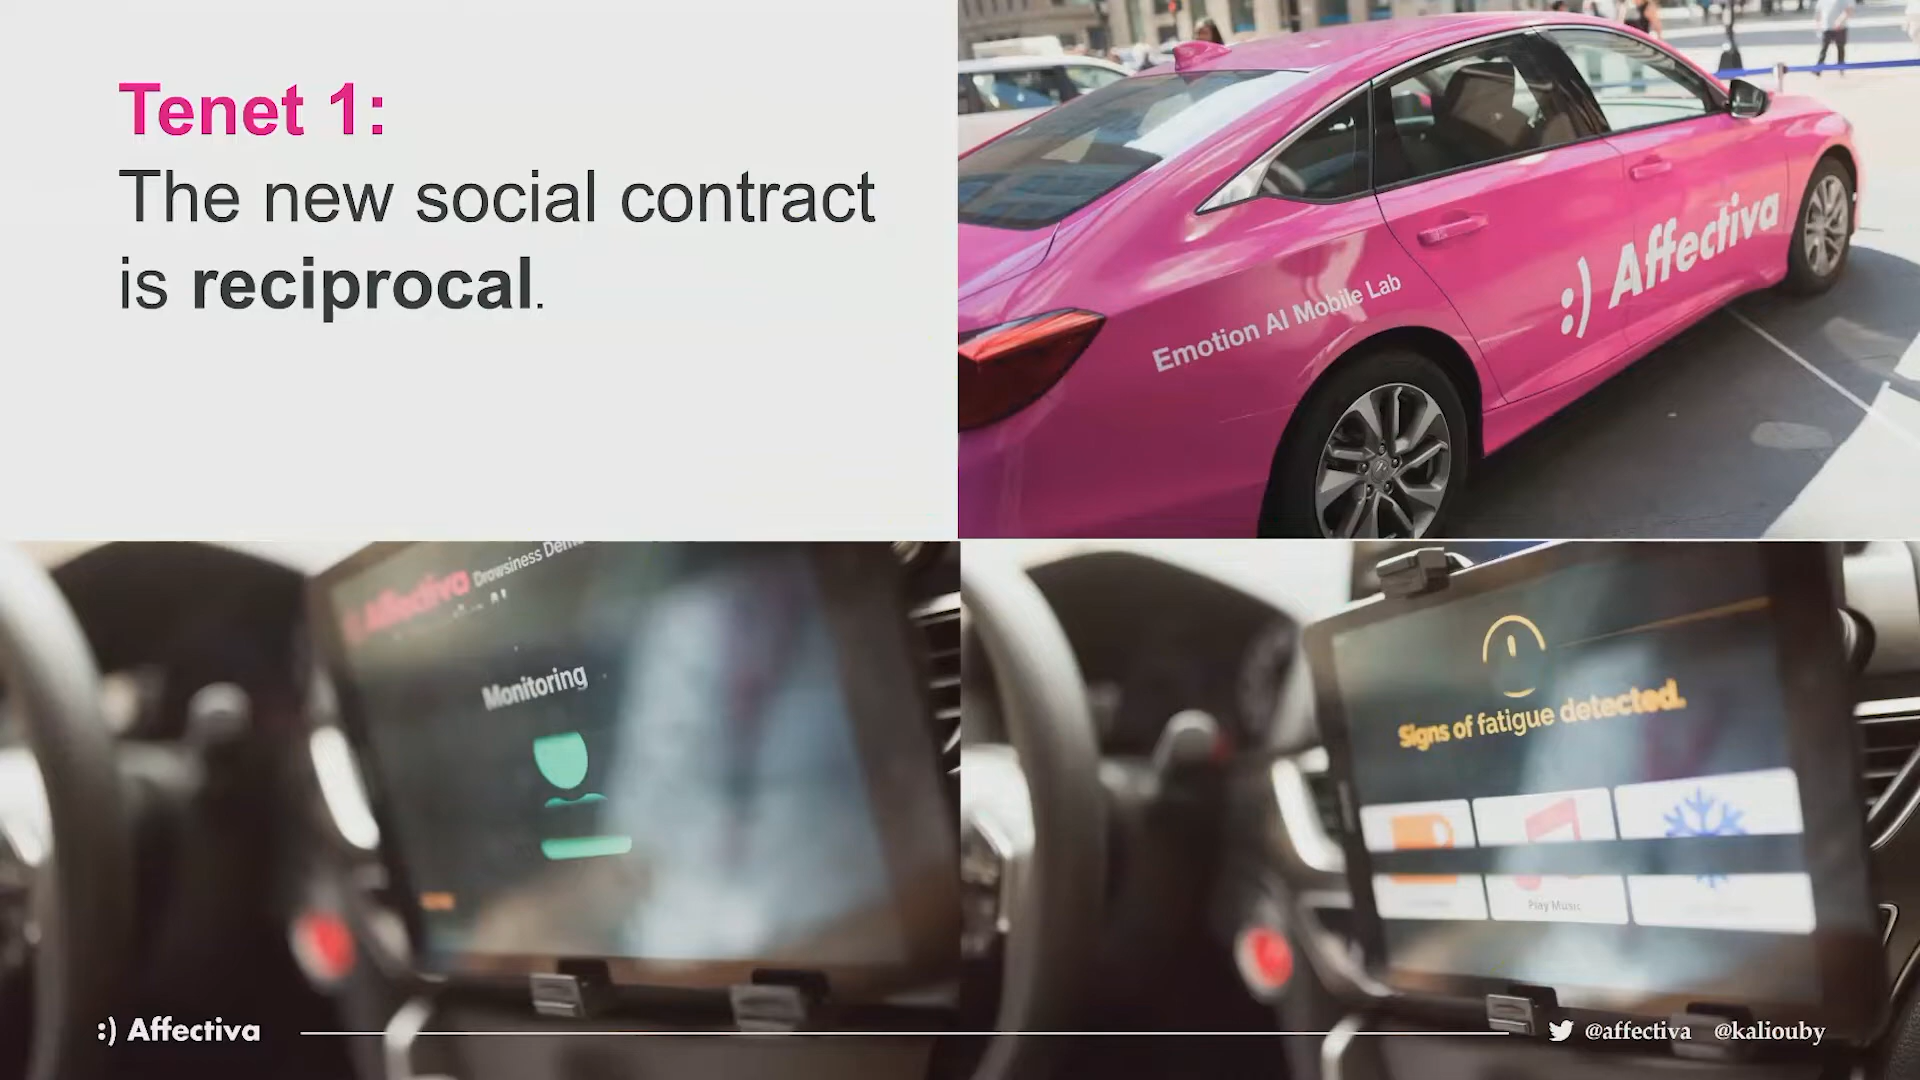 Tenet 1:
The new social contract
is reciprocal.
Emotion AI Mobile Lab
:) Affectiva
:) Affectiva Drowsiness
Monitoring
Signs of fatigue detected.
Play Music
:) Affectiva
@affectiva @kaliouby